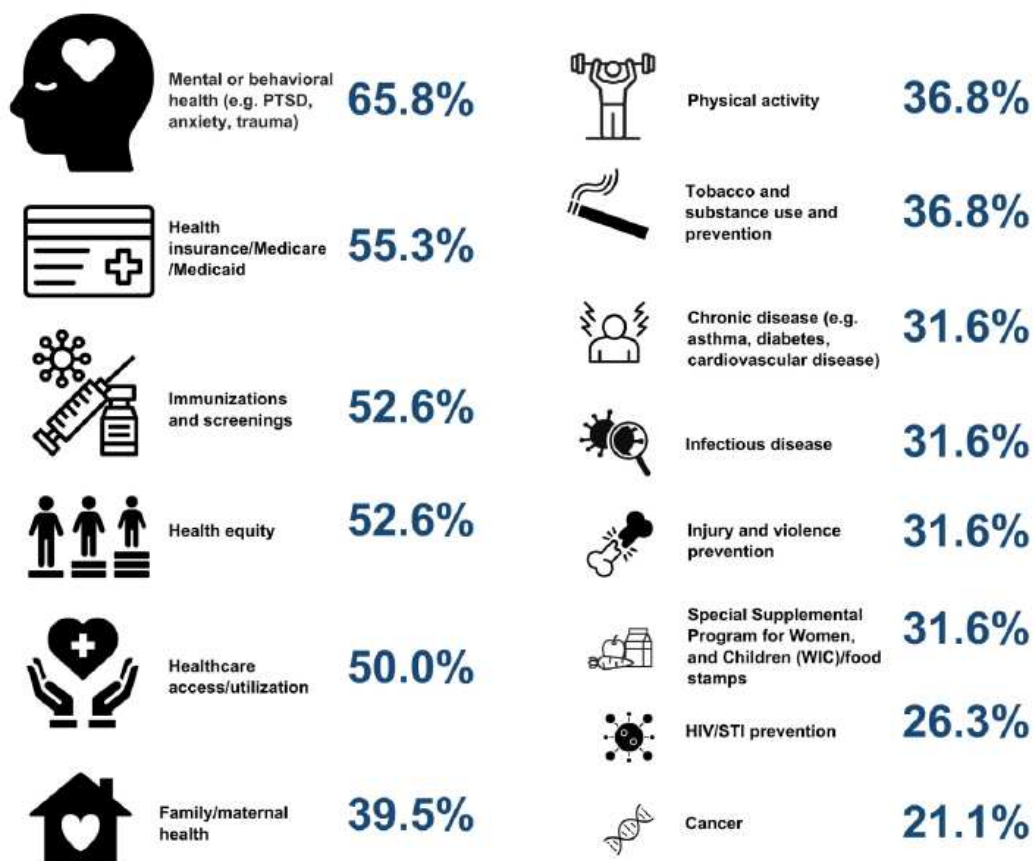 Mental or behavioral
health (e.g. PTSD,
anxiety, trauma)
65.8%
Health
insurance/Medicare
/Medicaid
55.3%
Immunizations
and screenings
52.6%
Health equity
52.6%
Healthcare
access/utilization
50.0%
Family/maternal
health
39.5%
Physical activity
36.8%
Tobacco and
substance use and
prevention
36.8%
Chronic disease (e.g.
asthma, diabetes,
cardiovascular disease)
31.6%
Infectious disease
31.6%
Injury and violence
prevention
31.6%
Special Supplemental
Program for Women,
and Children (WIC)/food
stamps
31.6%
HIV/STI prevention
26.3%
Cancer
21.1%